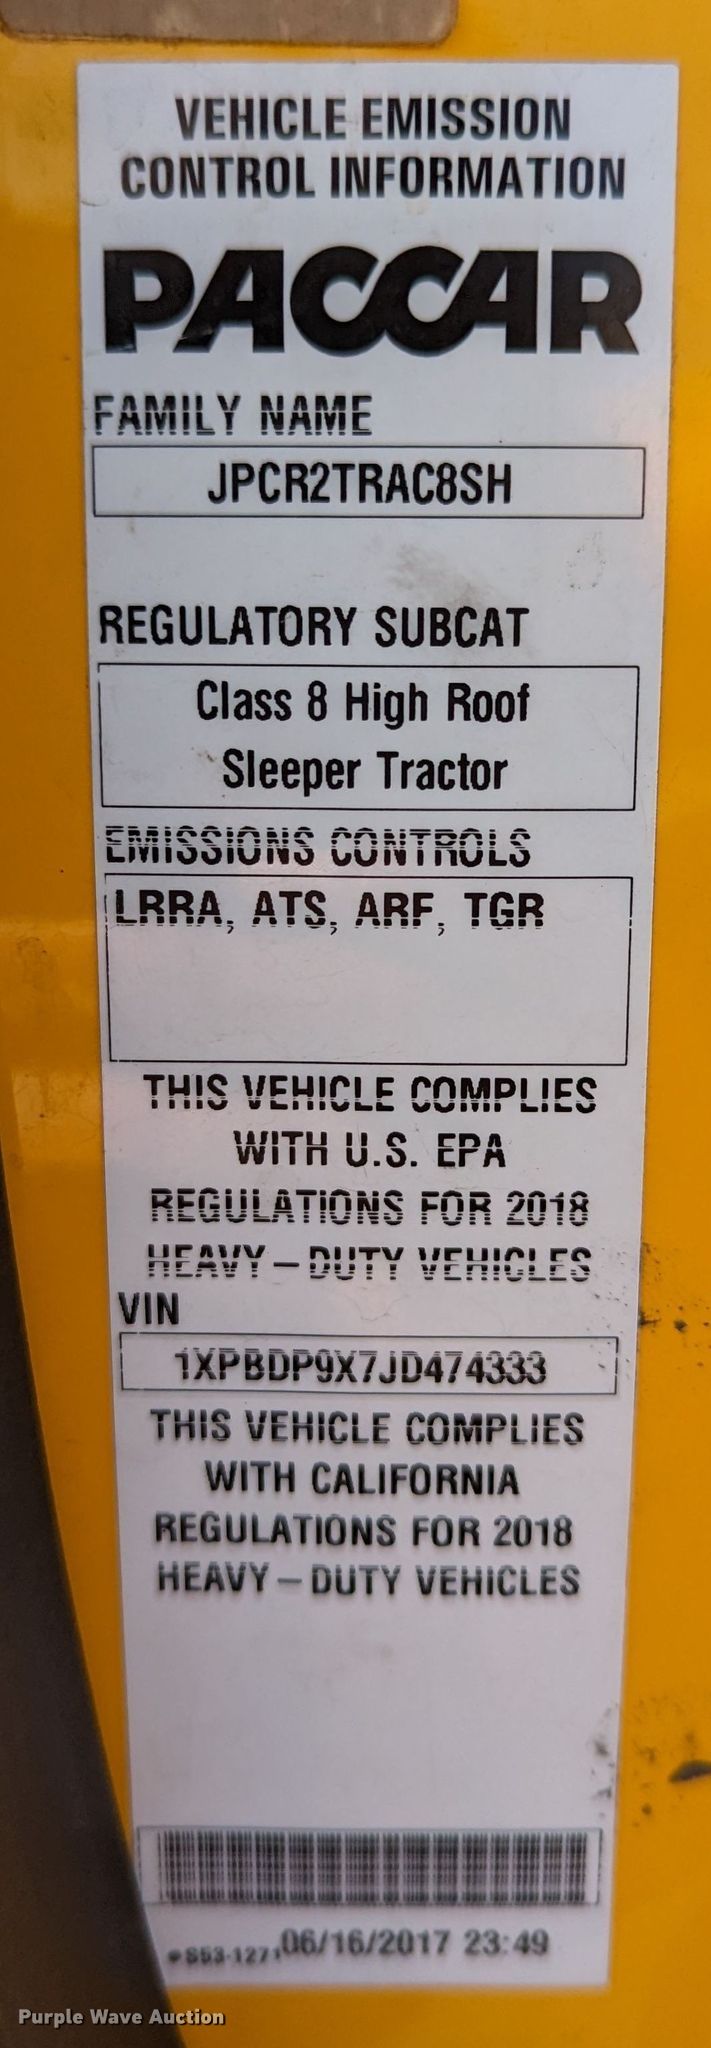 VEHICLE EMISSION
CONTROL INFORMATION
PACCAR
FAMILY NAME
JPCR2TRAC8SH
REGULATORY SUBCAT
Class 8 High Roof
Sleeper Tractor
EMISSIONS CONTROLS
LRRA, ATS, ARF, TGR
THIS VEHICLE COMPLIES
WITH U.S. EPA
REGULATIONS FOR 2018
HEAVY-DUTY VEHICLES
VIN
1XPBDP9X7JD474333
THIS VEHICLE COMPLIES
WITH CALIFORNIA
REGULATIONS FOR 2018
HEAVY-DUTY VEHICLES
06/16/2017 23:49
Purple Wave Auction